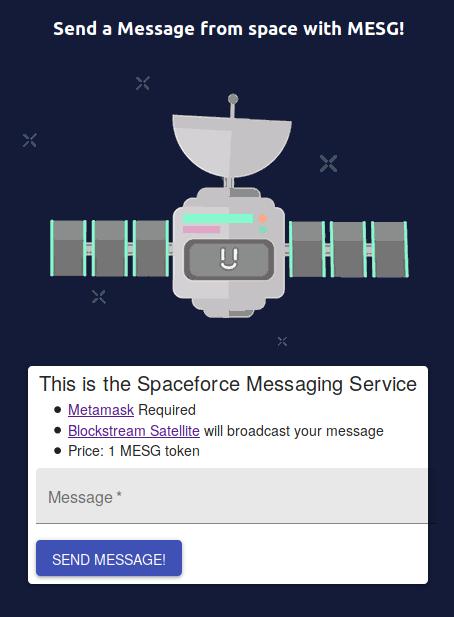 Send a Message from space with MESG!
This is the Spaceforce Messaging Service
Metamask Required
Blockstream Satellite will broadcast your message
Price: 1 MESG token
Message *
SEND MESSAGE!